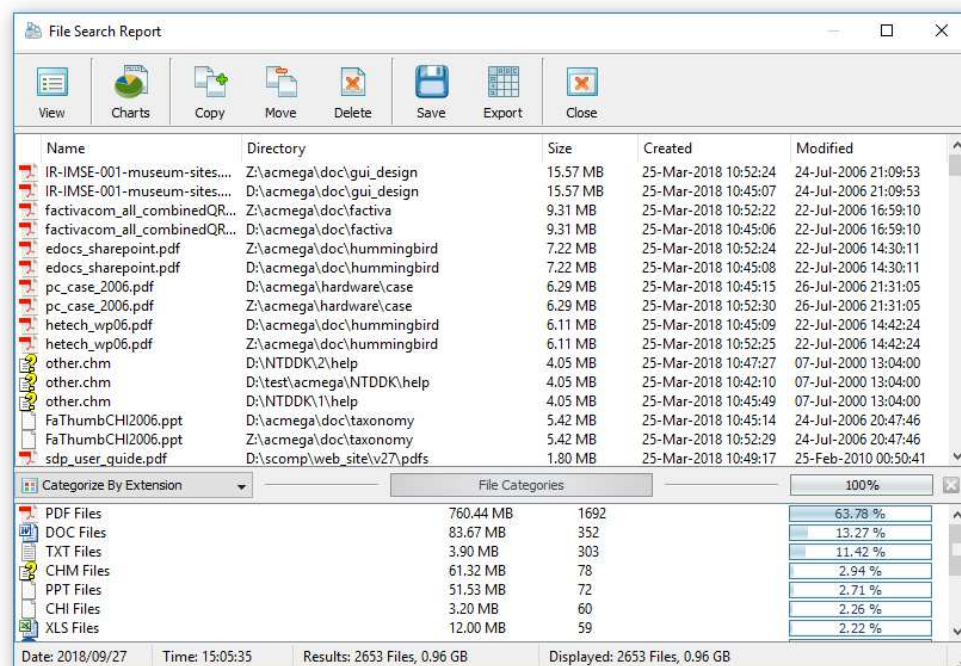 File Search Report
View Charts Copy Move Delete Save Export Close
Name Directory Size Created Modified
IR-IMSE-001-museum-sites.... Z:\acmega\doc\gui_design 15.57 MB 25-Mar-2018 10:52:24 24-Jul-2006 21:09:53
IR-IMSE-001-museum-sites.... D:\acmega\doc\gui_design 15.57 MB 25-Mar-2018 10:45:07 24-Jul-2006 21:09:53
factivacom_all_combinedQR... Z:\acmega\doc\factiva 9.31 MB 25-Mar-2018 10:52:22 22-Jul-2006 16:59:10
factivacom_all_combinedQR... D:\acmega\doc\factiva 9.31 MB 25-Mar-2018 10:45:06 22-Jul-2006 16:59:10
edocs_sharepoint.pdf Z:\acmega\doc\hummingbird 7.22 MB 25-Mar-2018 10:52:24 22-Jul-2006 14:30:11
edocs_sharepoint.pdf D:\acmega\doc\hummingbird 7.22 MB 25-Mar-2018 10:45:08 22-Jul-2006 14:30:11
pc_case_2006.pdf D:\acmega\hardware\case 6.29 MB 25-Mar-2018 10:45:15 26-Jul-2006 21:31:05
pc_case_2006.pdf Z:\acmega\hardware\case 6.29 MB 25-Mar-2018 10:52:30 26-Jul-2006 21:31:05
hetech_wp06.pdf D:\acmega\doc\hummingbird 6.11 MB 25-Mar-2018 10:45:09 22-Jul-2006 14:42:24
hetech_wp06.pdf Z:\acmega\doc\hummingbird 6.11 MB 25-Mar-2018 10:52:25 22-Jul-2006 14:42:24
other.chm D:\NTDDK\2\help 4.05 MB 25-Mar-2018 10:47:27 07-Jul-2000 13:04:00
other.chm D:\test\acmega\NTDDK\help 4.05 MB 25-Mar-2018 10:42:10 07-Jul-2000 13:04:00
other.chm D:\NTDDK\1\help 4.05 MB 25-Mar-2018 10:45:49 07-Jul-2000 13:04:00
FaThumbCHI2006.ppt D:\acmega\doc\taxonomy 5.42 MB 25-Mar-2018 10:45:14 24-Jul-2006 20:47:46
FaThumbCHI2006.ppt Z:\acmega\doc\taxonomy 5.42 MB 25-Mar-2018 10:52:29 24-Jul-2006 20:47:46
sdp_user_guide.pdf D:\scomp\web_site\v27\pdfs 1.80 MB 25-Mar-2018 10:49:17 25-Feb-2010 00:50:41
Categorize By Extension File Categories 100%
PDF Files 760.44 MB 1692 63.78 %
DOC Files 83.67 MB 352 13.27 %
TXT Files 3.90 MB 303 11.42 %
CHM Files 61.32 MB 78 2.94 %
PPT Files 51.53 MB 72 2.71 %
CHI Files 3.20 MB 60 2.26 %
XLS Files 12.00 MB 59 2.22 %
Date: 2018/09/27 Time: 15:05:35 Results: 2653 Files, 0.96 GB Displayed: 2653 Files, 0.96 GB